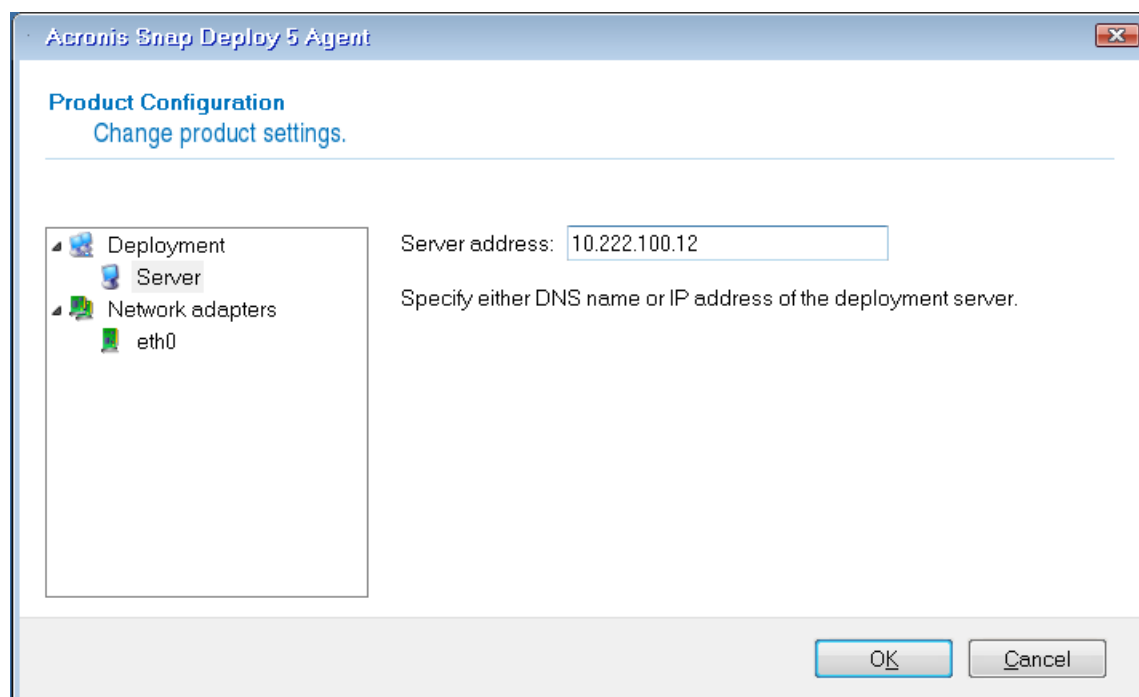 Acronis Snap Deploy 5 Agent
Product Configuration
Change product settings.
Deployment
Server
Network adapters
eth0
Server address: 10.222.100.12
Specify either DNS name or IP address of the deployment server.
OK
Cancel